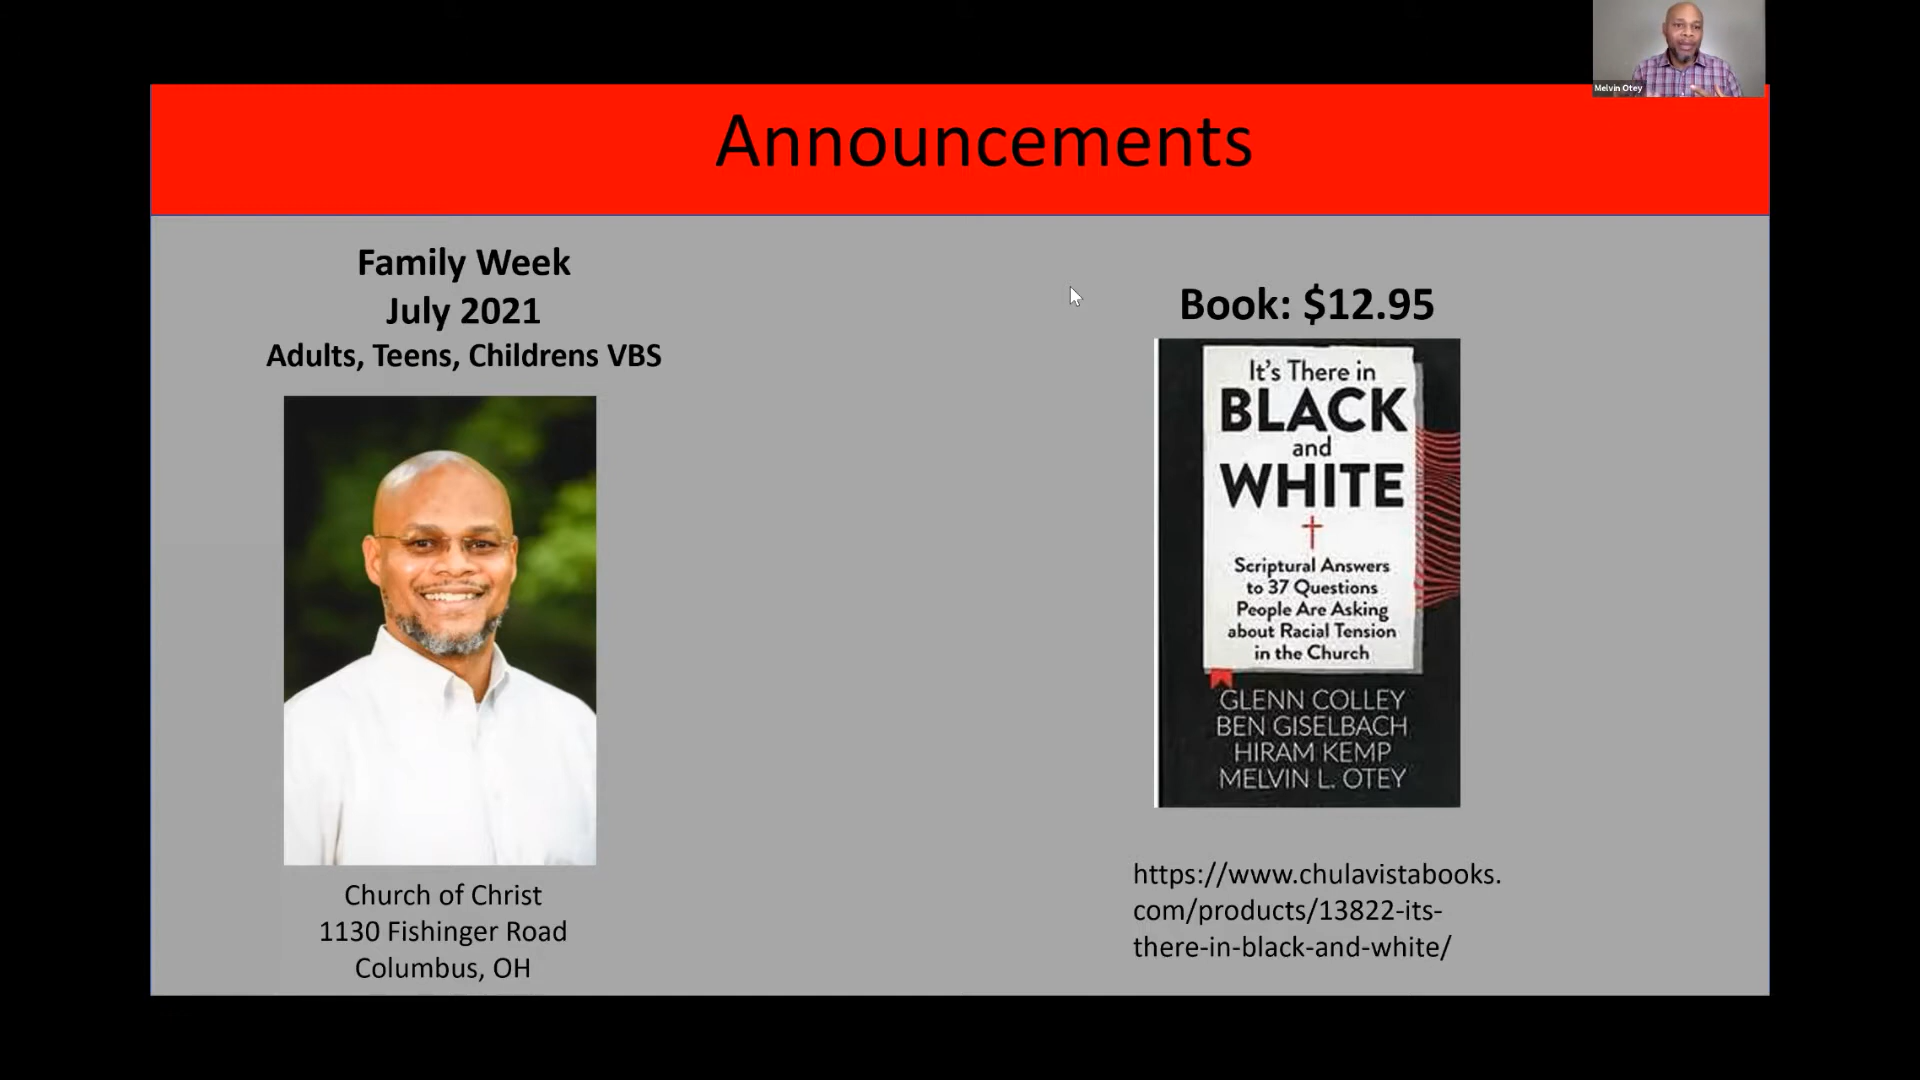 Melvin Otey
Announcements
Family Week
July 2021
Adults, Teens, Childrens VBS
Church of Christ
1130 Fishinger Road
Columbus, OH
Book: $12.95
It's There in
BLACK
and
WHITE
Scriptural Answers
to 37 Questions
People Are Asking
about Racial Tension
in the Church
GLENN COLLEY
BEN GISELBACH
HIRAM KEMP
MELVIN L. OTEY
https://www.chulavistabooks.
com/products/13822-its-
there-in-black-and-white/